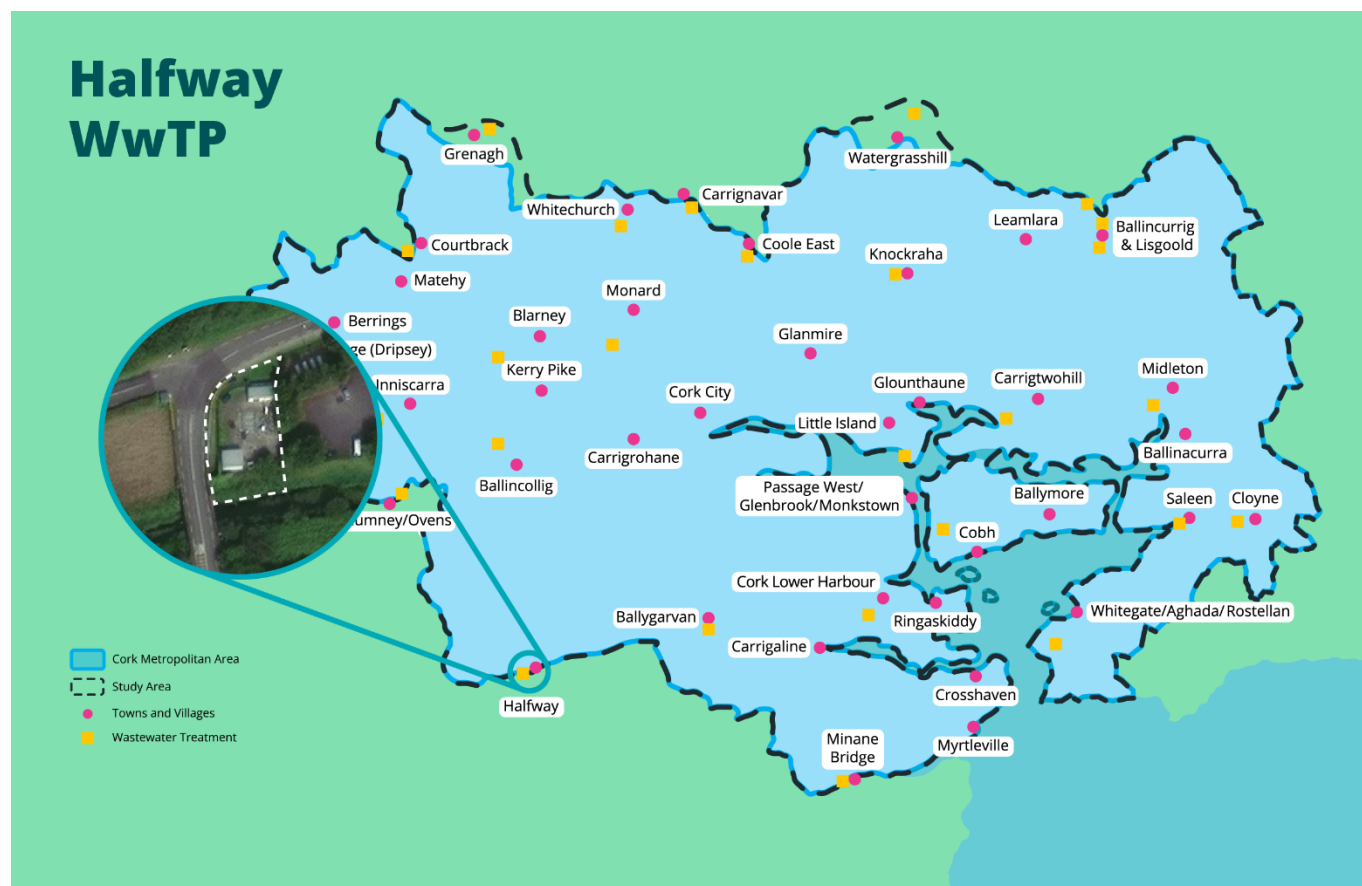 Halfway
WwTP
Grenagh
Watergrasshill
Carrignavar
Whitechurch
Courtbrack
Coole East
Leamlara
Ballincurrig
& Lisgoold
Knockraha
Matehy
Monard
Berrings
Blarney
Glanmire
ge (Dripsey)
Kerry Pike
Inniscarra
Cork City
Glounthaune
Carrigtwohill
Midleton
Little Island
Carrigrohane
Ballinacurra
Ballincollig
Passage West/
Glenbrook/Monkstown
Ballymore
Saleen
Cloyne
umney/Ovens
Cobh
Cork Lower Harbour
Whitegate/Aghada/Rostellan
Ballygarvan
Ringaskiddy
Carrigaline
Crosshaven
Halfway
Myrtleville
Minane
Bridge
Cork Metropolitan Area
Study Area
Towns and Villages
Wastewater Treatment